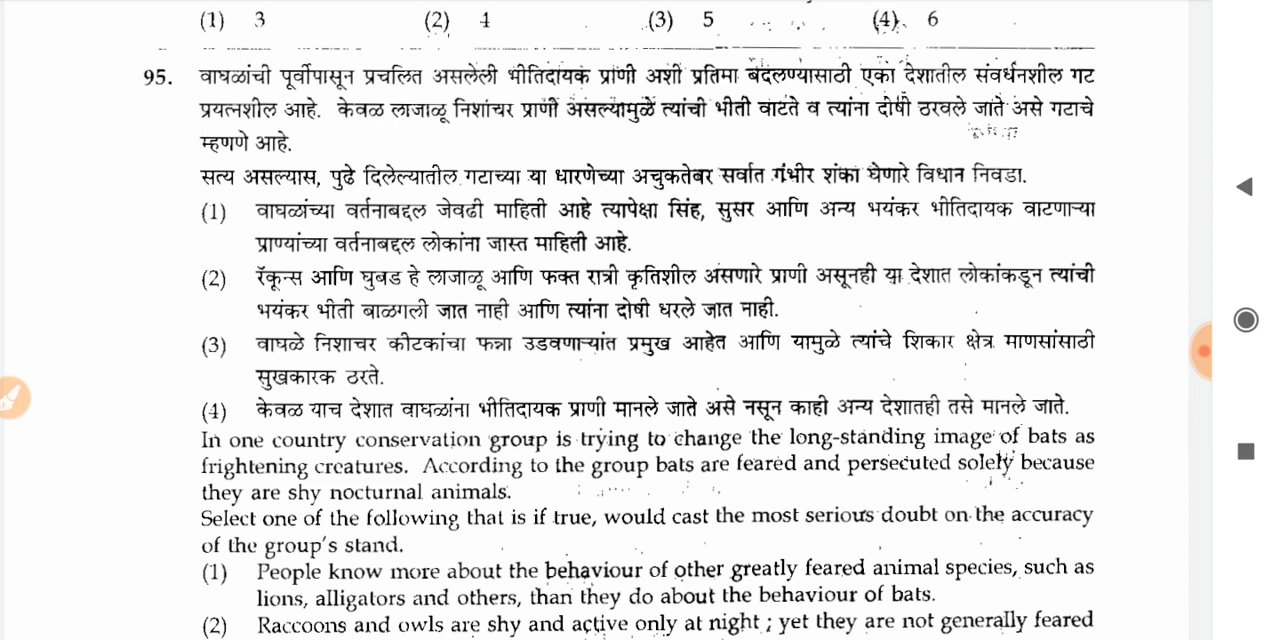 (1) 3 (2) 4 (3) 5 (4) 6
95. वाघळांची पूर्वीपासून प्रचलित असलेली भीतिदायक प्राणी अशी प्रतिमा बदलण्यासाठी एका देशातील संवर्धनशील गट
प्रयत्नशील आहे. केवळ लाजाळू निशाचर प्राणी असल्यामुळे त्यांची भीती वाटते व त्यांना दोषी ठरवले जाते असे गटाचे
म्हणणे आहे.
सत्य असल्यास, पुढे दिलेल्यातील गटाच्या या धारणेच्या अचुकतेबर सर्वात गंभीर शंका घेणारे विधान निवडा.
(1) वाघळांच्या वर्तनाबद्दल जेवढी माहिती आहे त्यापेक्षा सिंह, सुसर आणि अन्य भयंकर भीतिदायक वाटणाऱ्या
प्राण्यांच्या वर्तनाबद्दल लोकांना जास्त माहिती आहे.
(2) रॅकून्स आणि घुबड हे लाजाळू आणि फक्त रात्री कृतिशील असणारे प्राणी असूनही या देशात लोकांकडून त्यांची
भयंकर भीती बाळगली जात नाही आणि त्यांना दोषी धरले जात नाही.
(3) वाघळे निशाचर कीटकांचा फन्ना उडवणाऱ्यांत प्रमुख आहेत आणि यामुळे त्यांचे शिकार क्षेत्र माणसांसाठी
सुखकारक ठरते.
(4) केवळ याच देशात वाघळांना भीतिदायक प्राणी मानले जाते असे नसून काही अन्य देशातही तसे मानले जाते.
In one country conservation group is trying to change the long-standing image of bats as
frightening creatures. According to the group bats are feared and persecuted solely because
they are shy nocturnal animals.
Select one of the following that is if true, would cast the most serious doubt on the accuracy
of the group's stand.
(1) People know more about the behaviour of other greatly feared animal species, such as
lions, alligators and others, than they do about the behaviour of bats.
(2) Raccoons and owls are shy and active only at night ; yet they are not generally feared